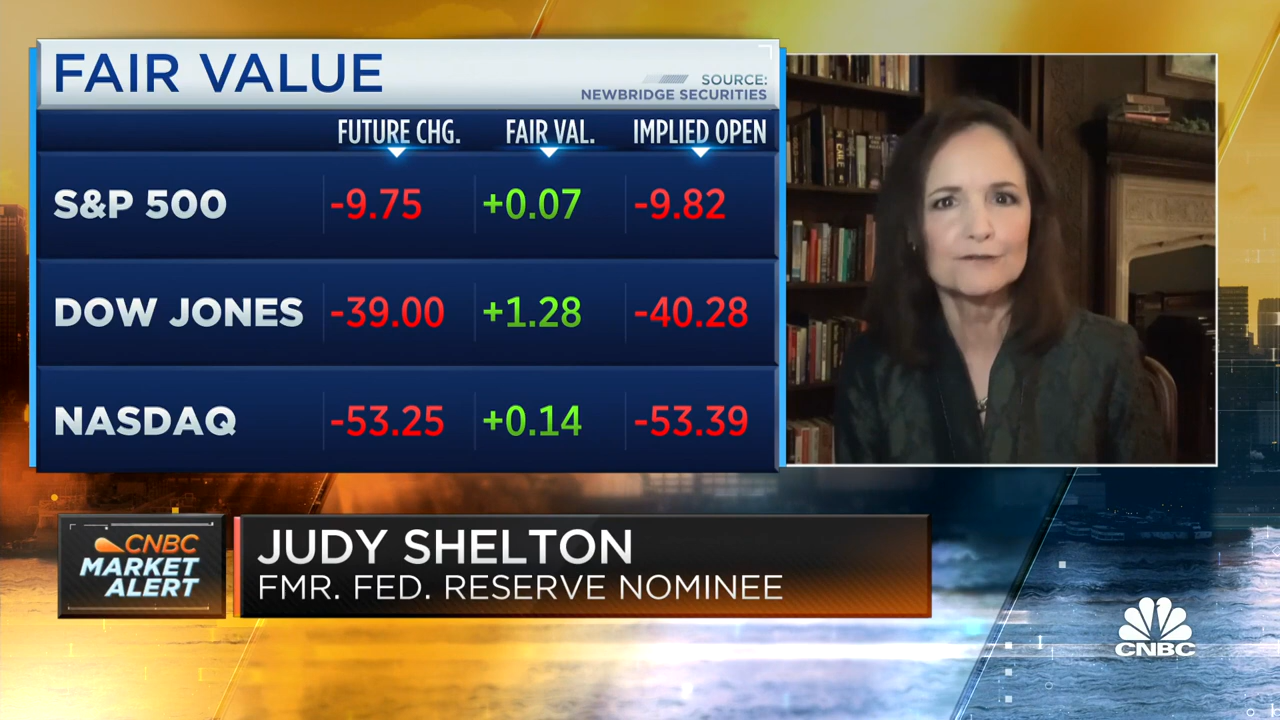 FAIR VALUE
SOURCE:
NEWBRIDGE SECURITIES
FUTURE CHG. FAIR VAL. IMPLIED OPEN
S&P 500 -9.75 +0.07 -9.82
DOW JONES -39.00 +1.28 -40.28
NASDAQ -53.25 +0.14 -53.39
CNBC
MARKET
ALERT
JUDY SHELTON
FMR. FED. RESERVE NOMINEE
CNBC